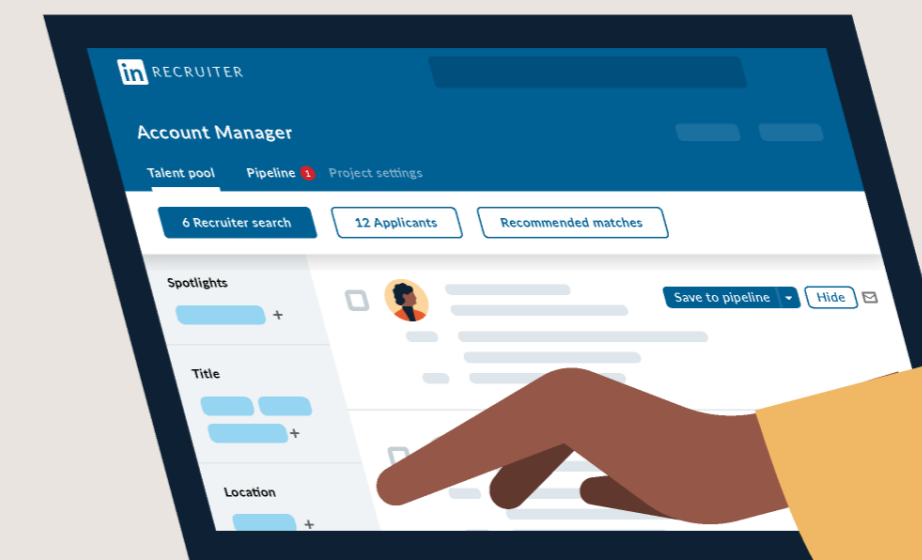 in RECRUITER
Account Manager
Talent pool Pipeline 1 Project settings
6 Recruiter search 12 Applicants Recommended matches
Spotlights
+
Save to pipeline Hide
Title
+
Location
+